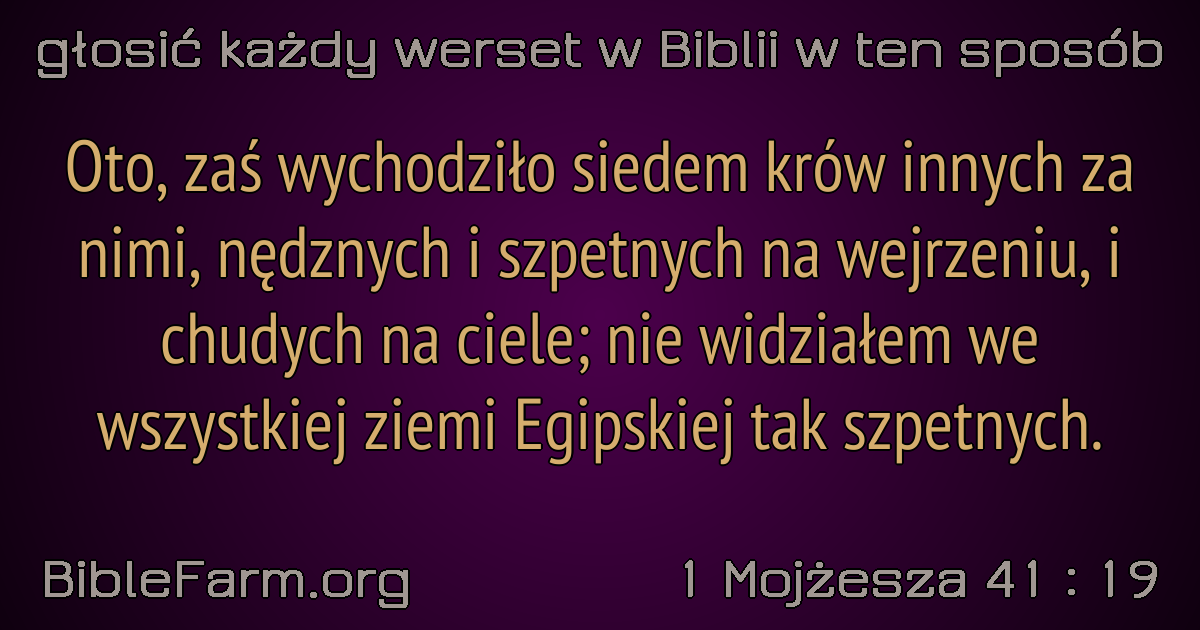 głosić każdy werset w Biblii w ten sposób
Oto, zaś wychodziło siedem krów innych za
nimi, nędznych i szpetnych na wejrzeniu, i
chudych na ciele; nie widziałem we
wszystkiej ziemi Egipskiej tak szpetnych.
BibleFarm.org
1 Mojżesza 41 : 19